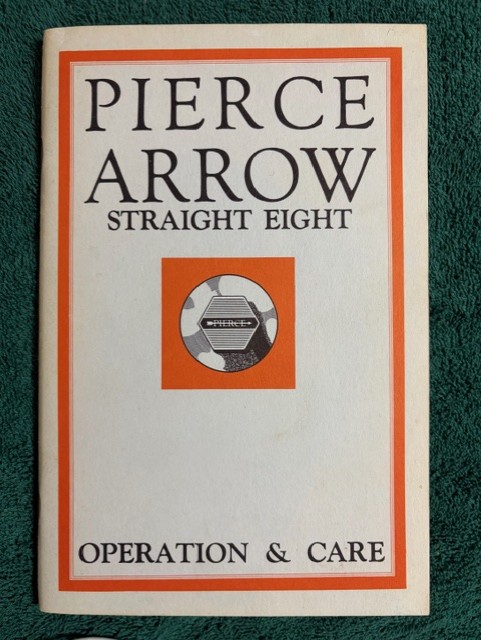 PIERCE
ARROW
STRAIGHT EIGHT
PIERCE
OPERATION & CARE